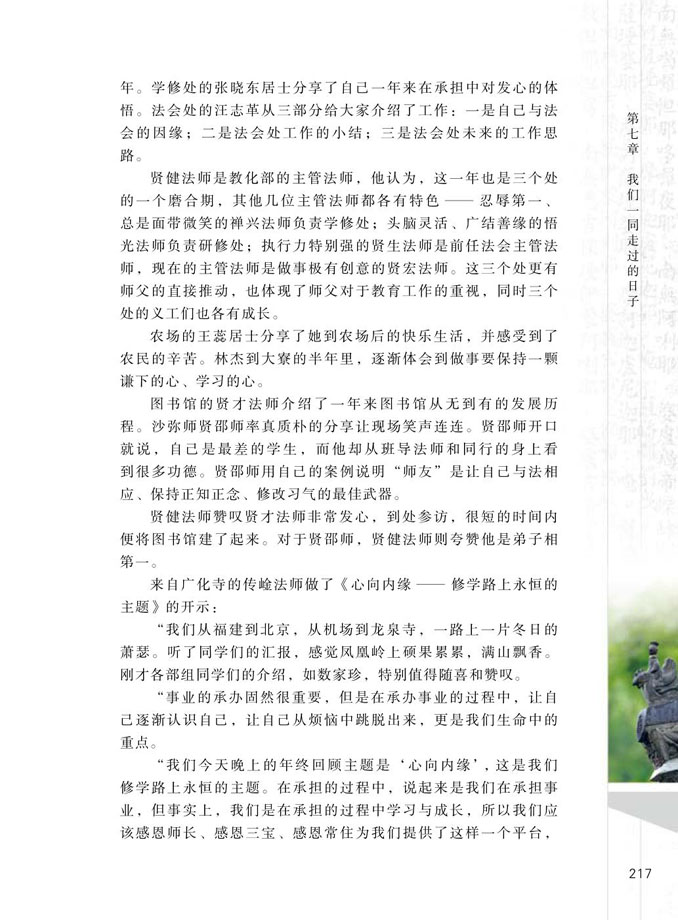 年。学修处的张晓东居士分享了自己一年来在承担中对发心的体
悟。法会处的汪志革从三部分给大家介绍了工作：一是自己与法
会的因缘；二是法会处工作的小结；三是法会处未来的工作思
路。
贤健法师是教化部的主管法师，他认为，这一年也是三个处
的一个磨合期，其他几位主管法师都各有特色 —— 忍辱第一、
总是面带微笑的禅兴法师负责学修处；头脑灵活、广结善缘的悟
光法师负责研修处；执行力特别强的贤生法师是前任法会主管法
师，现在的主管法师是做事极有创意的贤宏法师。这三个处更有
师父的直接推动，也体现了师父对于教育工作的重视，同时三个
处的义工们也各有成长。
农场的王蕊居士分享了她到农场后的快乐生活，并感受到了
农民的辛苦。林杰到大寮的半年里，逐渐体会到做事要保持一颗
谦下的心、学习的心。
图书馆的贤才法师介绍了一年来图书馆从无到有的发展历
程。沙弥师贤邵师率真质朴的分享让现场笑声连连。贤邵师开口
就说，自己是最差的学生，而他却从班导法师和同行的身上看
到很多功德。贤邵师用自己的案例说明“师友”是让自己与法相
应、保持正知正念、修改习气的最佳武器。
贤健法师赞叹贤才法师非常发心，到处参访，很短的时间内
便将图书馆建了起来。对于贤邵师，贤健法师则夸赞他是弟子相
第一。
来自广化寺的传崯法师做了《心向内缘 —— 修学路上永恒的
主题》的开示：
“我们从福建到北京，从机场到龙泉寺，一路上一片冬日的
萧瑟。听了同学们的汇报，感觉凤凰岭上硕果累累，满山飘香。
刚才各部组同学们的介绍，如数家珍，特别值得随喜和赞叹。
“事业的承办固然很重要，但是在承办事业的过程中，让自
己逐渐认识自己，让自己从烦恼中跳脱出来，更是我们生命中的
重点。
“我们今天晚上的年终回顾主题是‘心向内缘’，这是我们
修学路上永恒的主题。在承担的过程中，说起来是我们在承担事
业，但事实上，我们是在承担的过程中学习与成长，所以我们应
该感恩师长、感恩三宝、感恩常住为我们提供了这样一个平台，
第七章 我们一同走过的日子
217